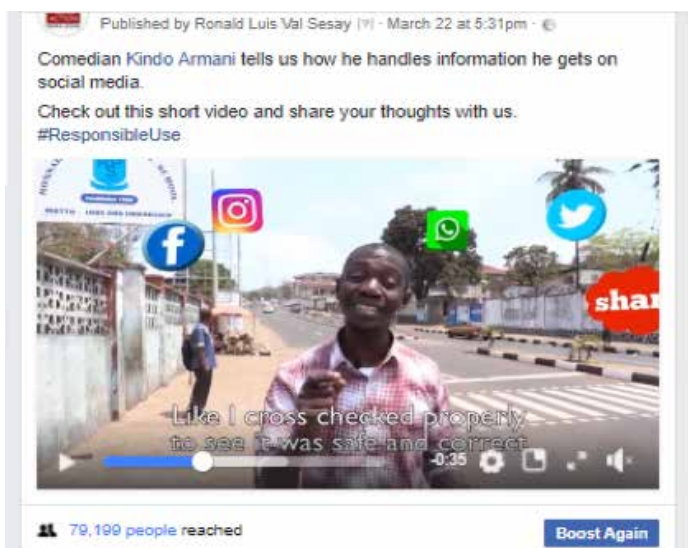 Published by Ronald Luis Val Sesay [?] · March 22 at 5:31pm ·
Comedian Kindo Armani tells us how he handles information he gets on
social media.
Check out this short video and share your thoughts with us.
#ResponsibleUse
shar
Like I cross checked properly
to see it was safe and correct
-0:35
79,199 people reached
Boost Again